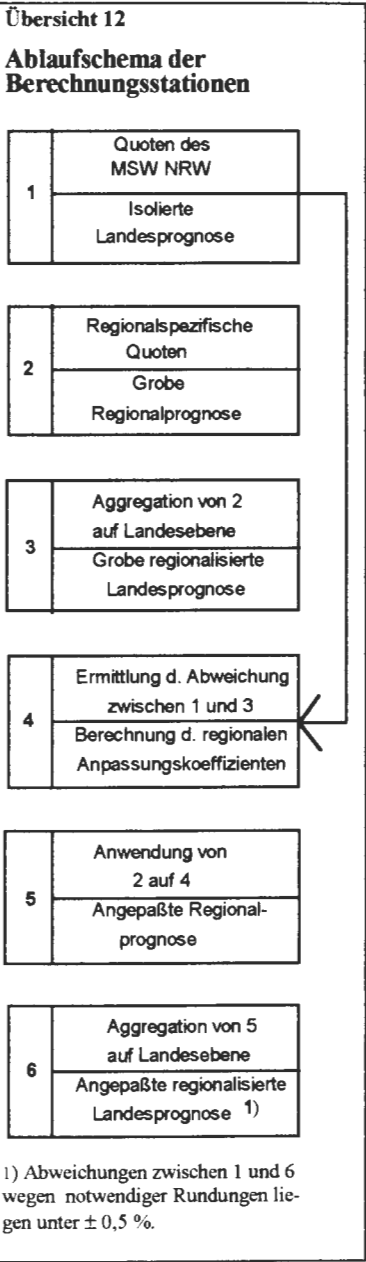 Übersicht 12
Ablaufschema der
Berechnungsstationen
1
Quoten des
MSW NRW
Isolierte
Landesprognose
2
Regionalspezifische
Quoten
Grobe
Regionalprognose
3
Aggregation von 2
auf Landesebene
Grobe regionalisierte
Landesprognose
4
Ermittlung d. Abweichung
zwischen 1 und 3
Berechnung d. regionalen
Anpassungskoeffizienten
5
Anwendung von
2 auf 4
Angepaßte Regional-
prognose
6
Aggregation von 5
auf Landesebene
Angepaßte regionalisierte
Landesprognose 1)
1) Abweichungen zwischen 1 und 6
wegen notwendiger Rundungen lie-
gen unter ± 0,5 %.